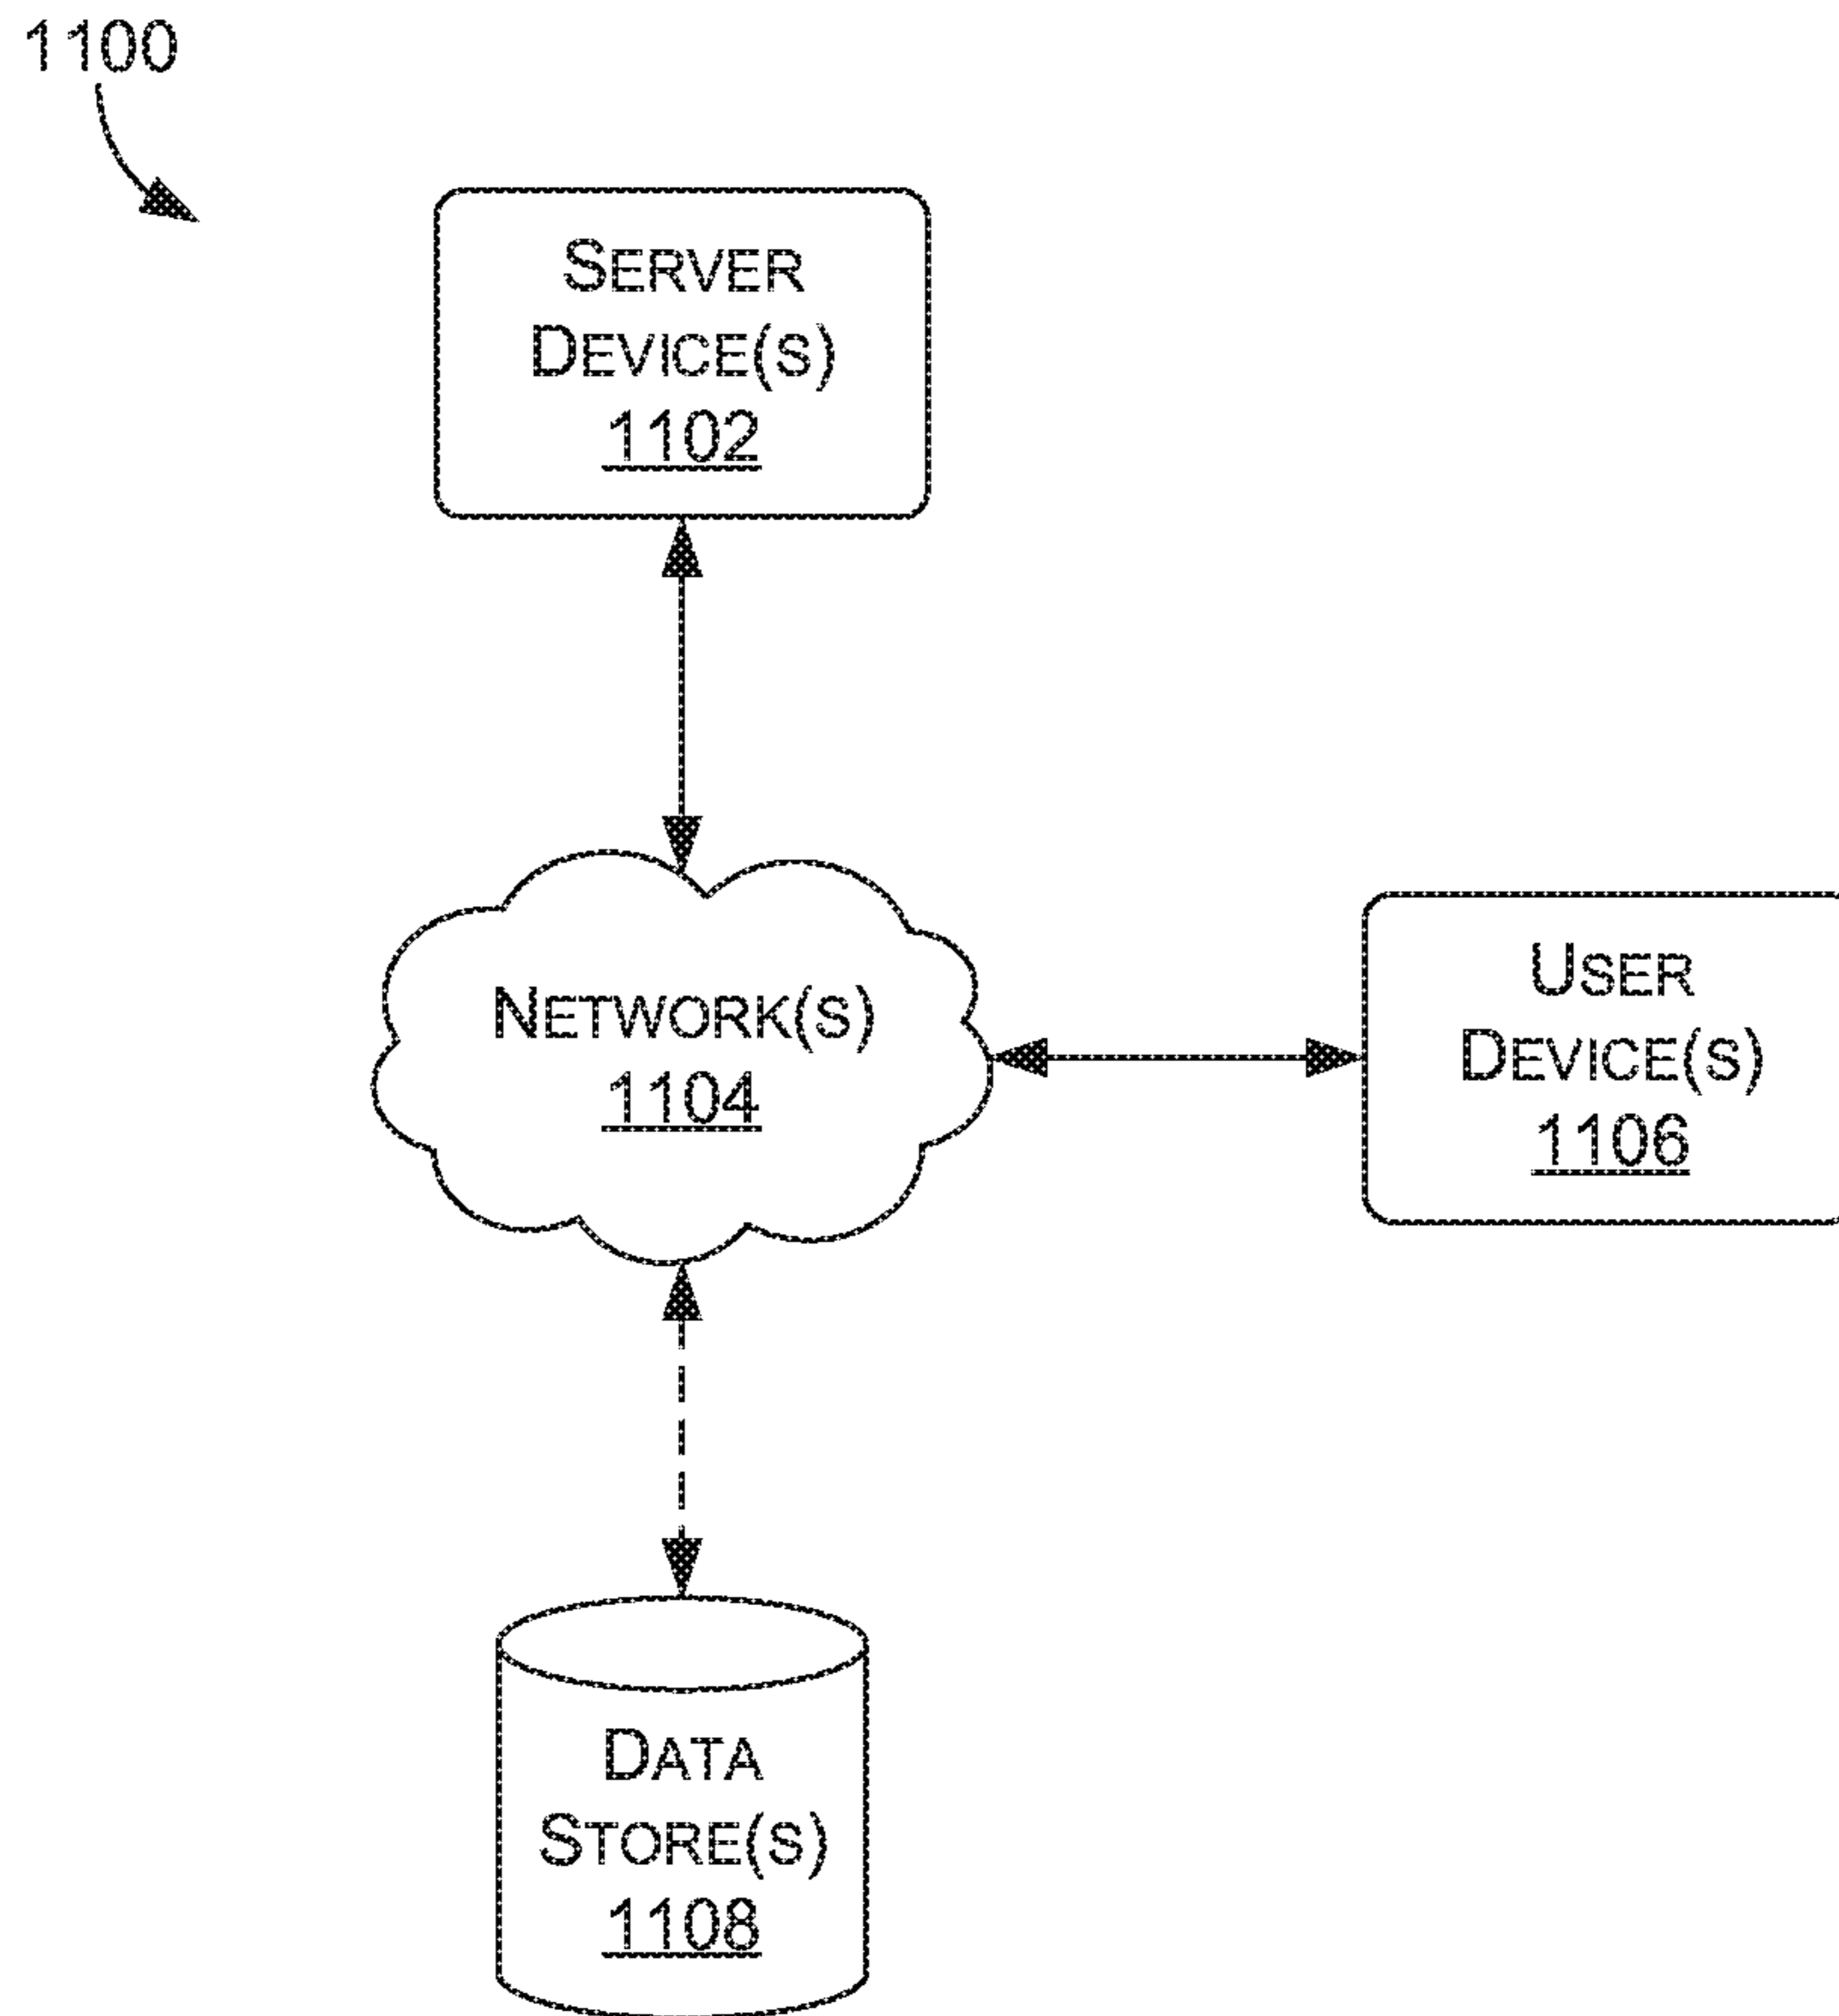 1100
SERVER
DEVICE(S)
1102
NETWORK(S)
1104
USER
DEVICE(S)
1106
DATA
STORE(S)
1108